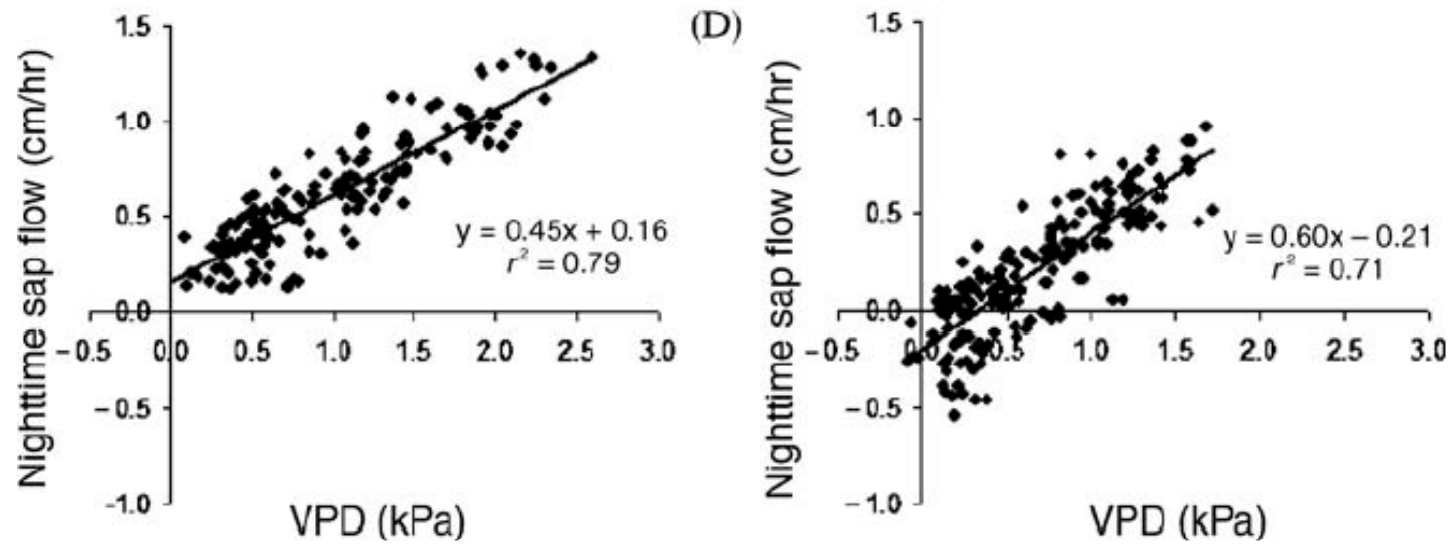 Nighttime sap flow (cm/hr)
1.5
1.0
0.5
0.0
−0.5
−1.0
−0.5 0.0 0.5 1.0 1.5 2.0 2.5 3.0
y = 0.45x + 0.16
r² = 0.79
VPD (kPa)
(D)
Nighttime sap flow (cm/hr)
1.5
1.0
0.5
0.0
−0.5
−1.0
−0.5 0.0 0.5 1.0 1.5 2.0 2.5 3.0
y = 0.60x − 0.21
r² = 0.71
VPD (kPa)